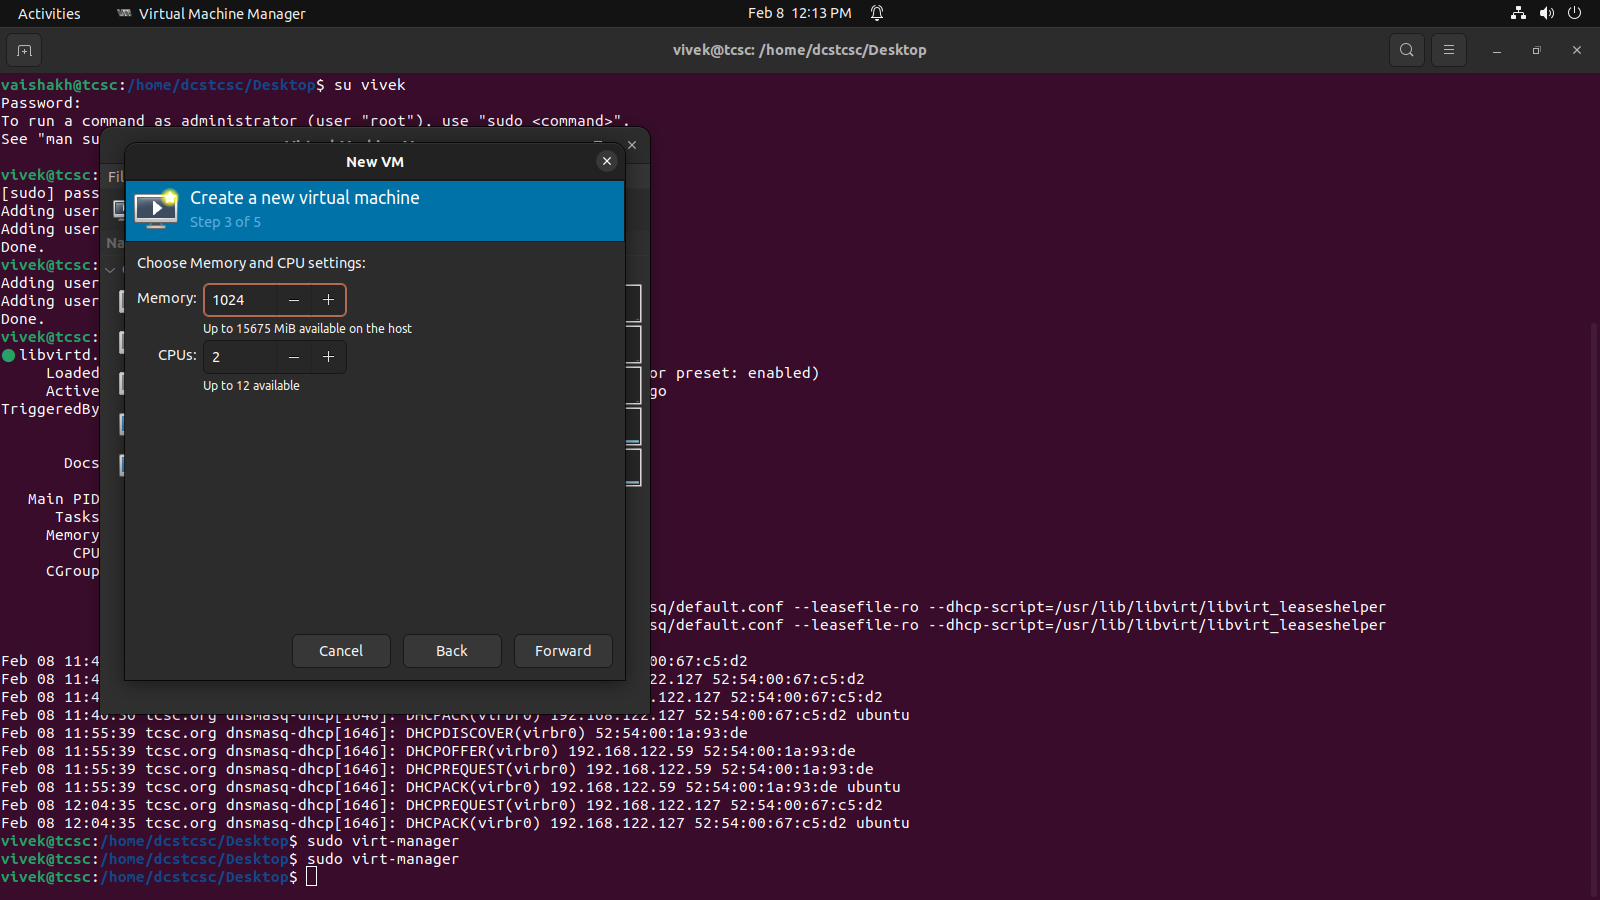 Activities
Virtual Machine Manager
Feb 8 12:13 PM
vivek@tcsc: /home/dcstcsc/Desktop
vaishakh@tcsc:/home/dcstcsc/Desktop$ su vivek
Password:
To run a command as administrator (user "root"), use "sudo <command>".
See "man su
New VM
vivek@tcsc:
Fil
Create a new virtual machine
[sudo] pass
Adding user
Step 3 of 5
Adding user
Done.
Na
vivek@tcsc:
Choose Memory and CPU settings:
Adding user
Adding user
Memory: 1024
Done.
Up to 15675 MiB available on the host
vivek@tcsc:
libvirtd.
CPUs: 2
Loaded
or preset: enabled)
Up to 12 available
Active
go
TriggeredBy
Docs
Main PID
Tasks
Memory
CPU
CGroup
sq/default.conf --leasefile-ro --dhcp-script=/usr/lib/libvirt/libvirt_leaseshelper
sq/default.conf --leasefile-ro --dhcp-script=/usr/lib/libvirt/libvirt_leaseshelper
Cancel
Back
Forward
Feb 08 11:4
00:67:c5:d2
Feb 08 11:4
22.127 52:54:00:67:c5:d2
Feb 08 11:4
.122.127 52:54:00:67:c5:d2
Feb 08 11:40:30 tcsc.org dnsmasq-dhcp[1646]: DHCPACK(virbr0) 192.168.122.127 52:54:00:67:c5:d2 ubuntu
Feb 08 11:55:39 tcsc.org dnsmasq-dhcp[1646]: DHCPDISCOVER(virbr0) 52:54:00:1a:93:de
Feb 08 11:55:39 tcsc.org dnsmasq-dhcp[1646]: DHCPOFFER(virbr0) 192.168.122.59 52:54:00:1a:93:de
Feb 08 11:55:39 tcsc.org dnsmasq-dhcp[1646]: DHCPREQUEST(virbr0) 192.168.122.59 52:54:00:1a:93:de
Feb 08 11:55:39 tcsc.org dnsmasq-dhcp[1646]: DHCPACK(virbr0) 192.168.122.59 52:54:00:1a:93:de ubuntu
Feb 08 12:04:35 tcsc.org dnsmasq-dhcp[1646]: DHCPREQUEST(virbr0) 192.168.122.127 52:54:00:67:c5:d2
Feb 08 12:04:35 tcsc.org dnsmasq-dhcp[1646]: DHCPACK(virbr0) 192.168.122.127 52:54:00:67:c5:d2 ubuntu
vivek@tcsc:/home/dcstcsc/Desktop$ sudo virt-manager
vivek@tcsc:/home/dcstcsc/Desktop$ sudo virt-manager
vivek@tcsc:/home/dcstcsc/Desktop$